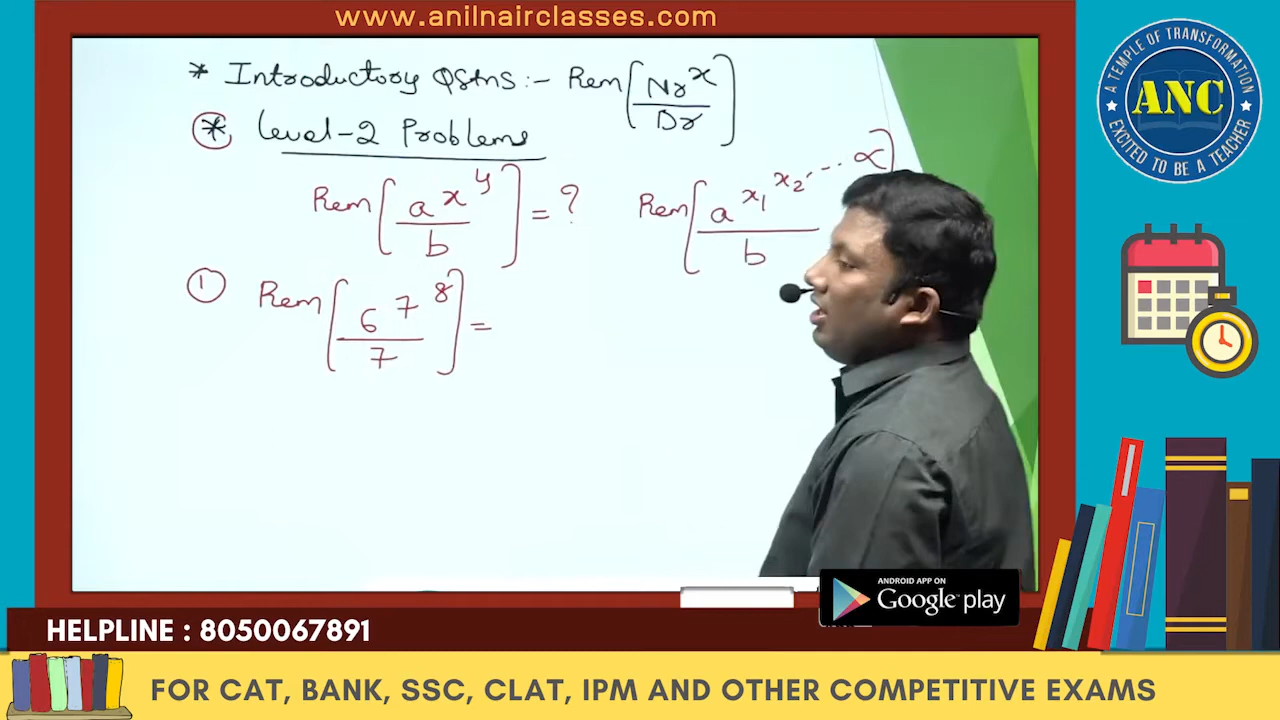 www.anilnairclasses.com
* Introductory Qstns :- Rem [Nr^x / Dr]
* Level-2 Problems
Rem [a^x^y / b] = ? Rem [a^x₁^x₂^...^∝ / b]
① Rem [6^7^8 / 7] =
A TEMPLE OF TRANSFORMATION
ANC
EXCITED TO BE A TEACHER
ANDROID APP ON
Google play
HELPLINE : 8050067891
FOR CAT, BANK, SSC, CLAT, IPM AND OTHER COMPETITIVE EXAMS